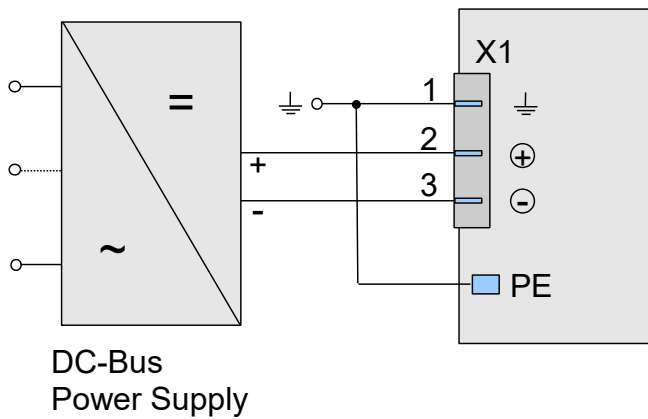 X1
=
1
2
+
+
3
-
-
~
PE
DC-Bus
Power Supply